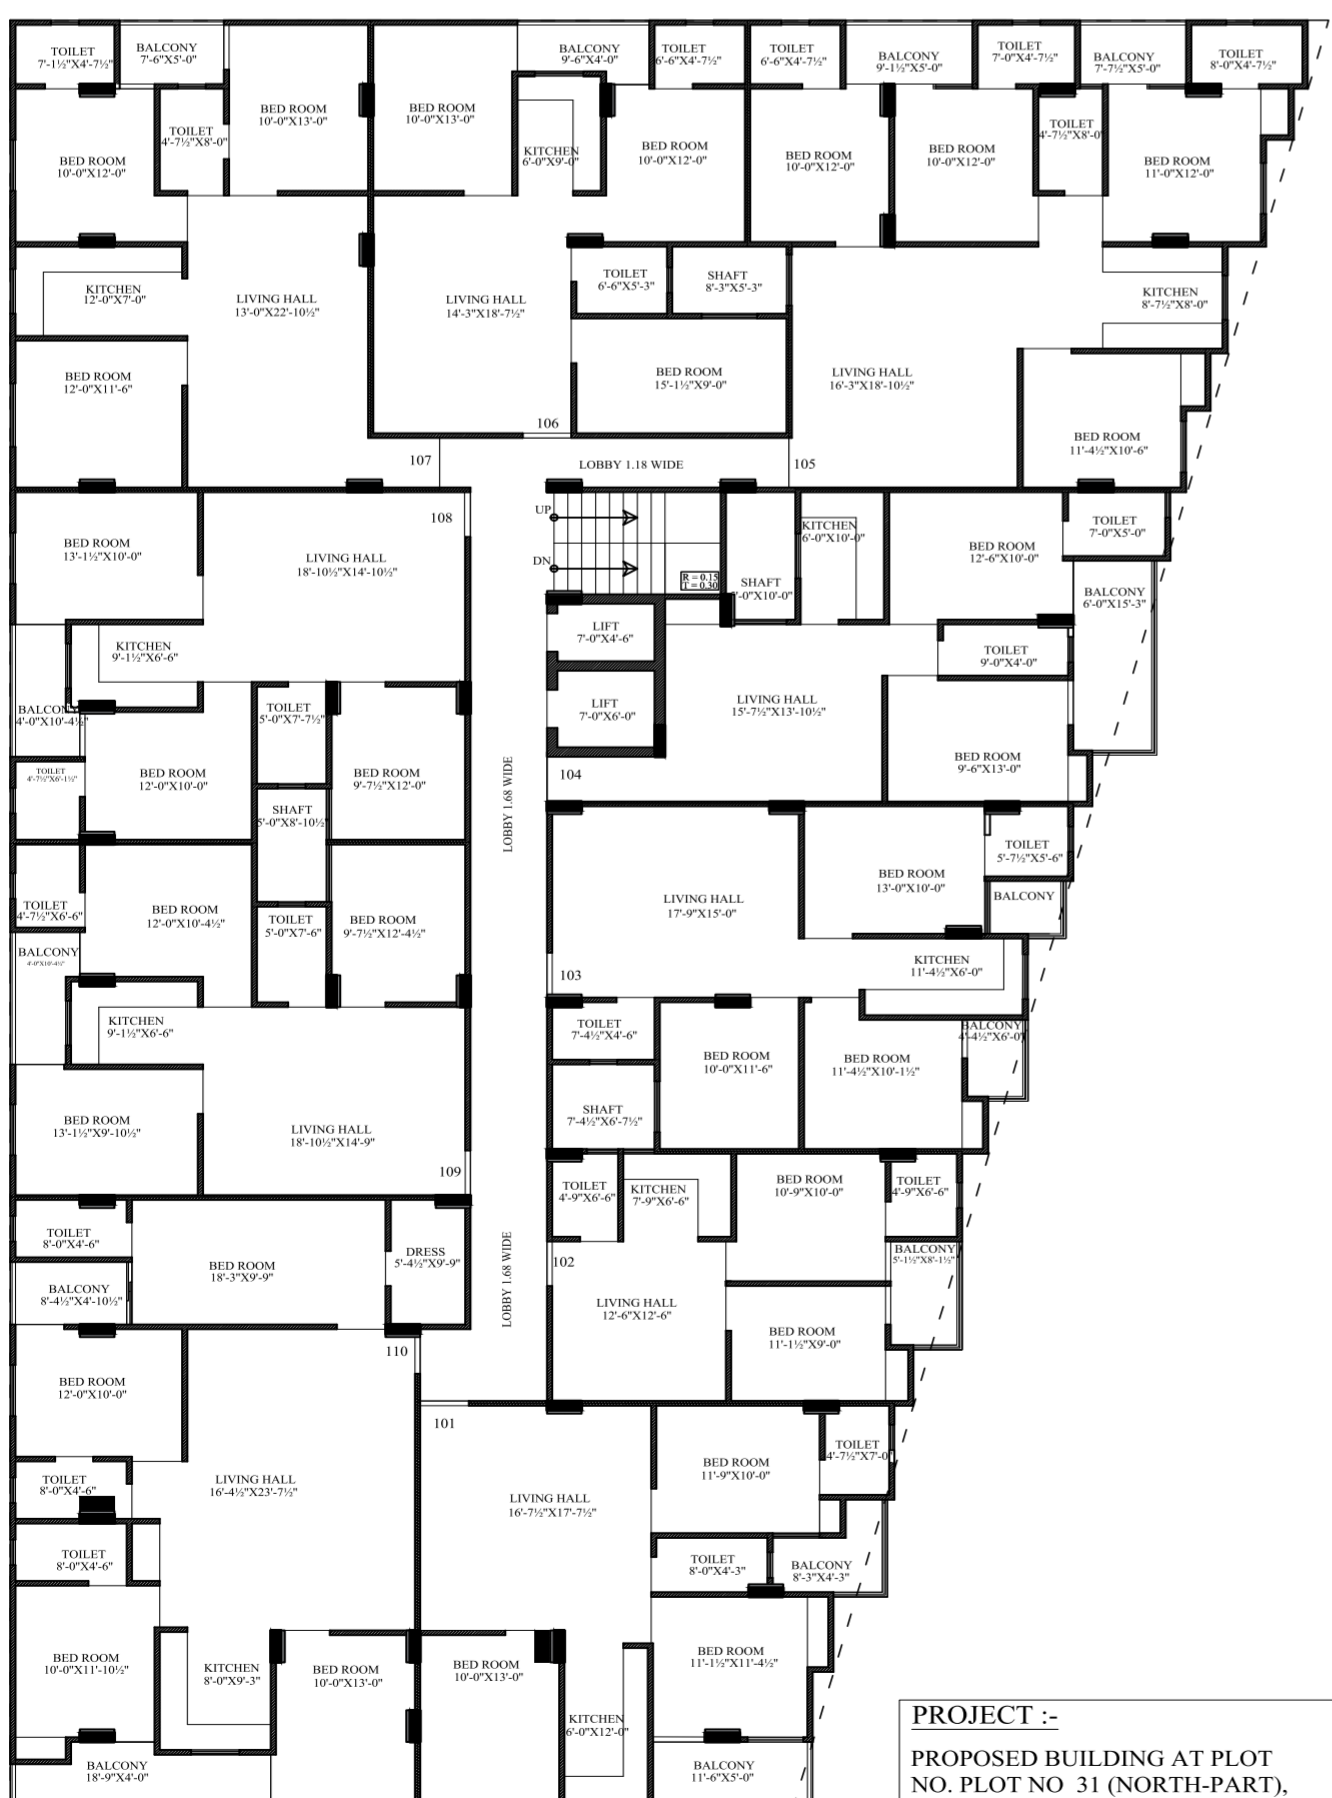 TOILET
7'-1½"X4'-7½"
BALCONY
7'-6"X5'-0"
BED ROOM
10'-0"X13'-0"
BED ROOM
10'-0"X13'-0"
BALCONY
9'-6"X4'-0"
TOILET
6'-6"X4'-7½"
TOILET
6'-6"X4'-7½"
BALCONY
9'-1½"X5'-0"
TOILET
7'-0"X4'-7½"
BALCONY
7'-7½"X5'-0"
TOILET
8'-0"X4'-7½"
BED ROOM
10'-0"X12'-0"
TOILET
4'-7½"X8'-0"
KITCHEN
6'-0"X9'-0"
BED ROOM
10'-0"X12'-0"
BED ROOM
10'-0"X12'-0"
BED ROOM
10'-0"X12'-0"
TOILET
4'-7½"X8'-0"
BED ROOM
11'-0"X12'-0"
KITCHEN
12'-0"X7'-0"
LIVING HALL
13'-0"X22'-10½"
LIVING HALL
14'-3"X18'-7½"
TOILET
6'-6"X5'-3"
SHAFT
8'-3"X5'-3"
KITCHEN
8'-7½"X8'-0"
BED ROOM
12'-0"X11'-6"
BED ROOM
15'-1½"X9'-0"
LIVING HALL
16'-3"X18'-10½"
BED ROOM
11'-4½"X10'-6"
106
107
LOBBY 1.18 WIDE
105
108
UP
DN
R = 0.15
T = 0.30
BED ROOM
13'-1½"X10'-0"
LIVING HALL
18'-10½"X14'-10½"
SHAFT
KITCHEN
6'-0"X10'-0"
BED ROOM
12'-6"X10'-0"
TOILET
7'-0"X5'-0"
BALCONY
6'-0"X15'-3"
KITCHEN
9'-1½"X6'-6"
LIFT
7'-0"X4'-6"
TOILET
9'-0"X4'-0"
BALCONY
4'-0"X10'-4½"
TOILET
5'-0"X7'-7½"
LIFT
7'-0"X6'-0"
LIVING HALL
15'-7½"X13'-10½"
BED ROOM
9'-6"X13'-0"
TOILET
4'-7½"X6'-1½"
BED ROOM
12'-0"X10'-0"
BED ROOM
9'-7½"X12'-0"
LOBBY 1.68 WIDE
104
SHAFT
5'-0"X8'-10½"
TOILET
4'-7½"X6'-6"
BED ROOM
12'-0"X10'-4½"
TOILET
5'-0"X7'-6"
BED ROOM
9'-7½"X12'-4½"
LIVING HALL
17'-9"X15'-0"
BED ROOM
13'-0"X10'-0"
TOILET
5'-7½"X5'-6"
BALCONY
BALCONY
4'-0"X10'-4½"
KITCHEN
11'-4½"X6'-0"
103
KITCHEN
9'-1½"X6'-6"
TOILET
7'-4½"X4'-6"
BED ROOM
10'-0"X11'-6"
BED ROOM
11'-4½"X10'-1½"
BALCONY
4'-4½"X6'-0"
BED ROOM
13'-1½"X9'-10½"
LIVING HALL
18'-10½"X14'-9"
SHAFT
7'-4½"X6'-7½"
109
TOILET
4'-9"X6'-6"
KITCHEN
7'-9"X6'-6"
BED ROOM
10'-9"X10'-0"
TOILET
4'-9"X6'-6"
TOILET
8'-0"X4'-6"
BED ROOM
18'-3"X9'-9"
DRESS
5'-4½"X9'-9"
LOBBY 1.68 WIDE
102
BALCONY
5'-1½"X8'-1½"
BALCONY
8'-4½"X4'-10½"
LIVING HALL
12'-6"X12'-6"
BED ROOM
11'-1½"X9'-0"
110
BED ROOM
12'-0"X10'-0"
101
TOILET
8'-0"X4'-6"
LIVING HALL
16'-4½"X23'-7½"
LIVING HALL
16'-7½"X17'-7½"
BED ROOM
11'-9"X10'-0"
TOILET
4'-7½"X7'-0"
TOILET
8'-0"X4'-6"
TOILET
8'-0"X4'-3"
BALCONY
8'-3"X4'-3"
BED ROOM
10'-0"X11'-10½"
KITCHEN
8'-0"X9'-3"
BED ROOM
10'-0"X13'-0"
BED ROOM
10'-0"X13'-0"
BED ROOM
11'-1½"X11'-4½"
KITCHEN
6'-0"X12'-0"
BALCONY
18'-9"X4'-0"
BALCONY
11'-6"X5'-0"
PROJECT :-
PROPOSED BUILDING AT PLOT
NO. PLOT NO 31 (NORTH-PART),